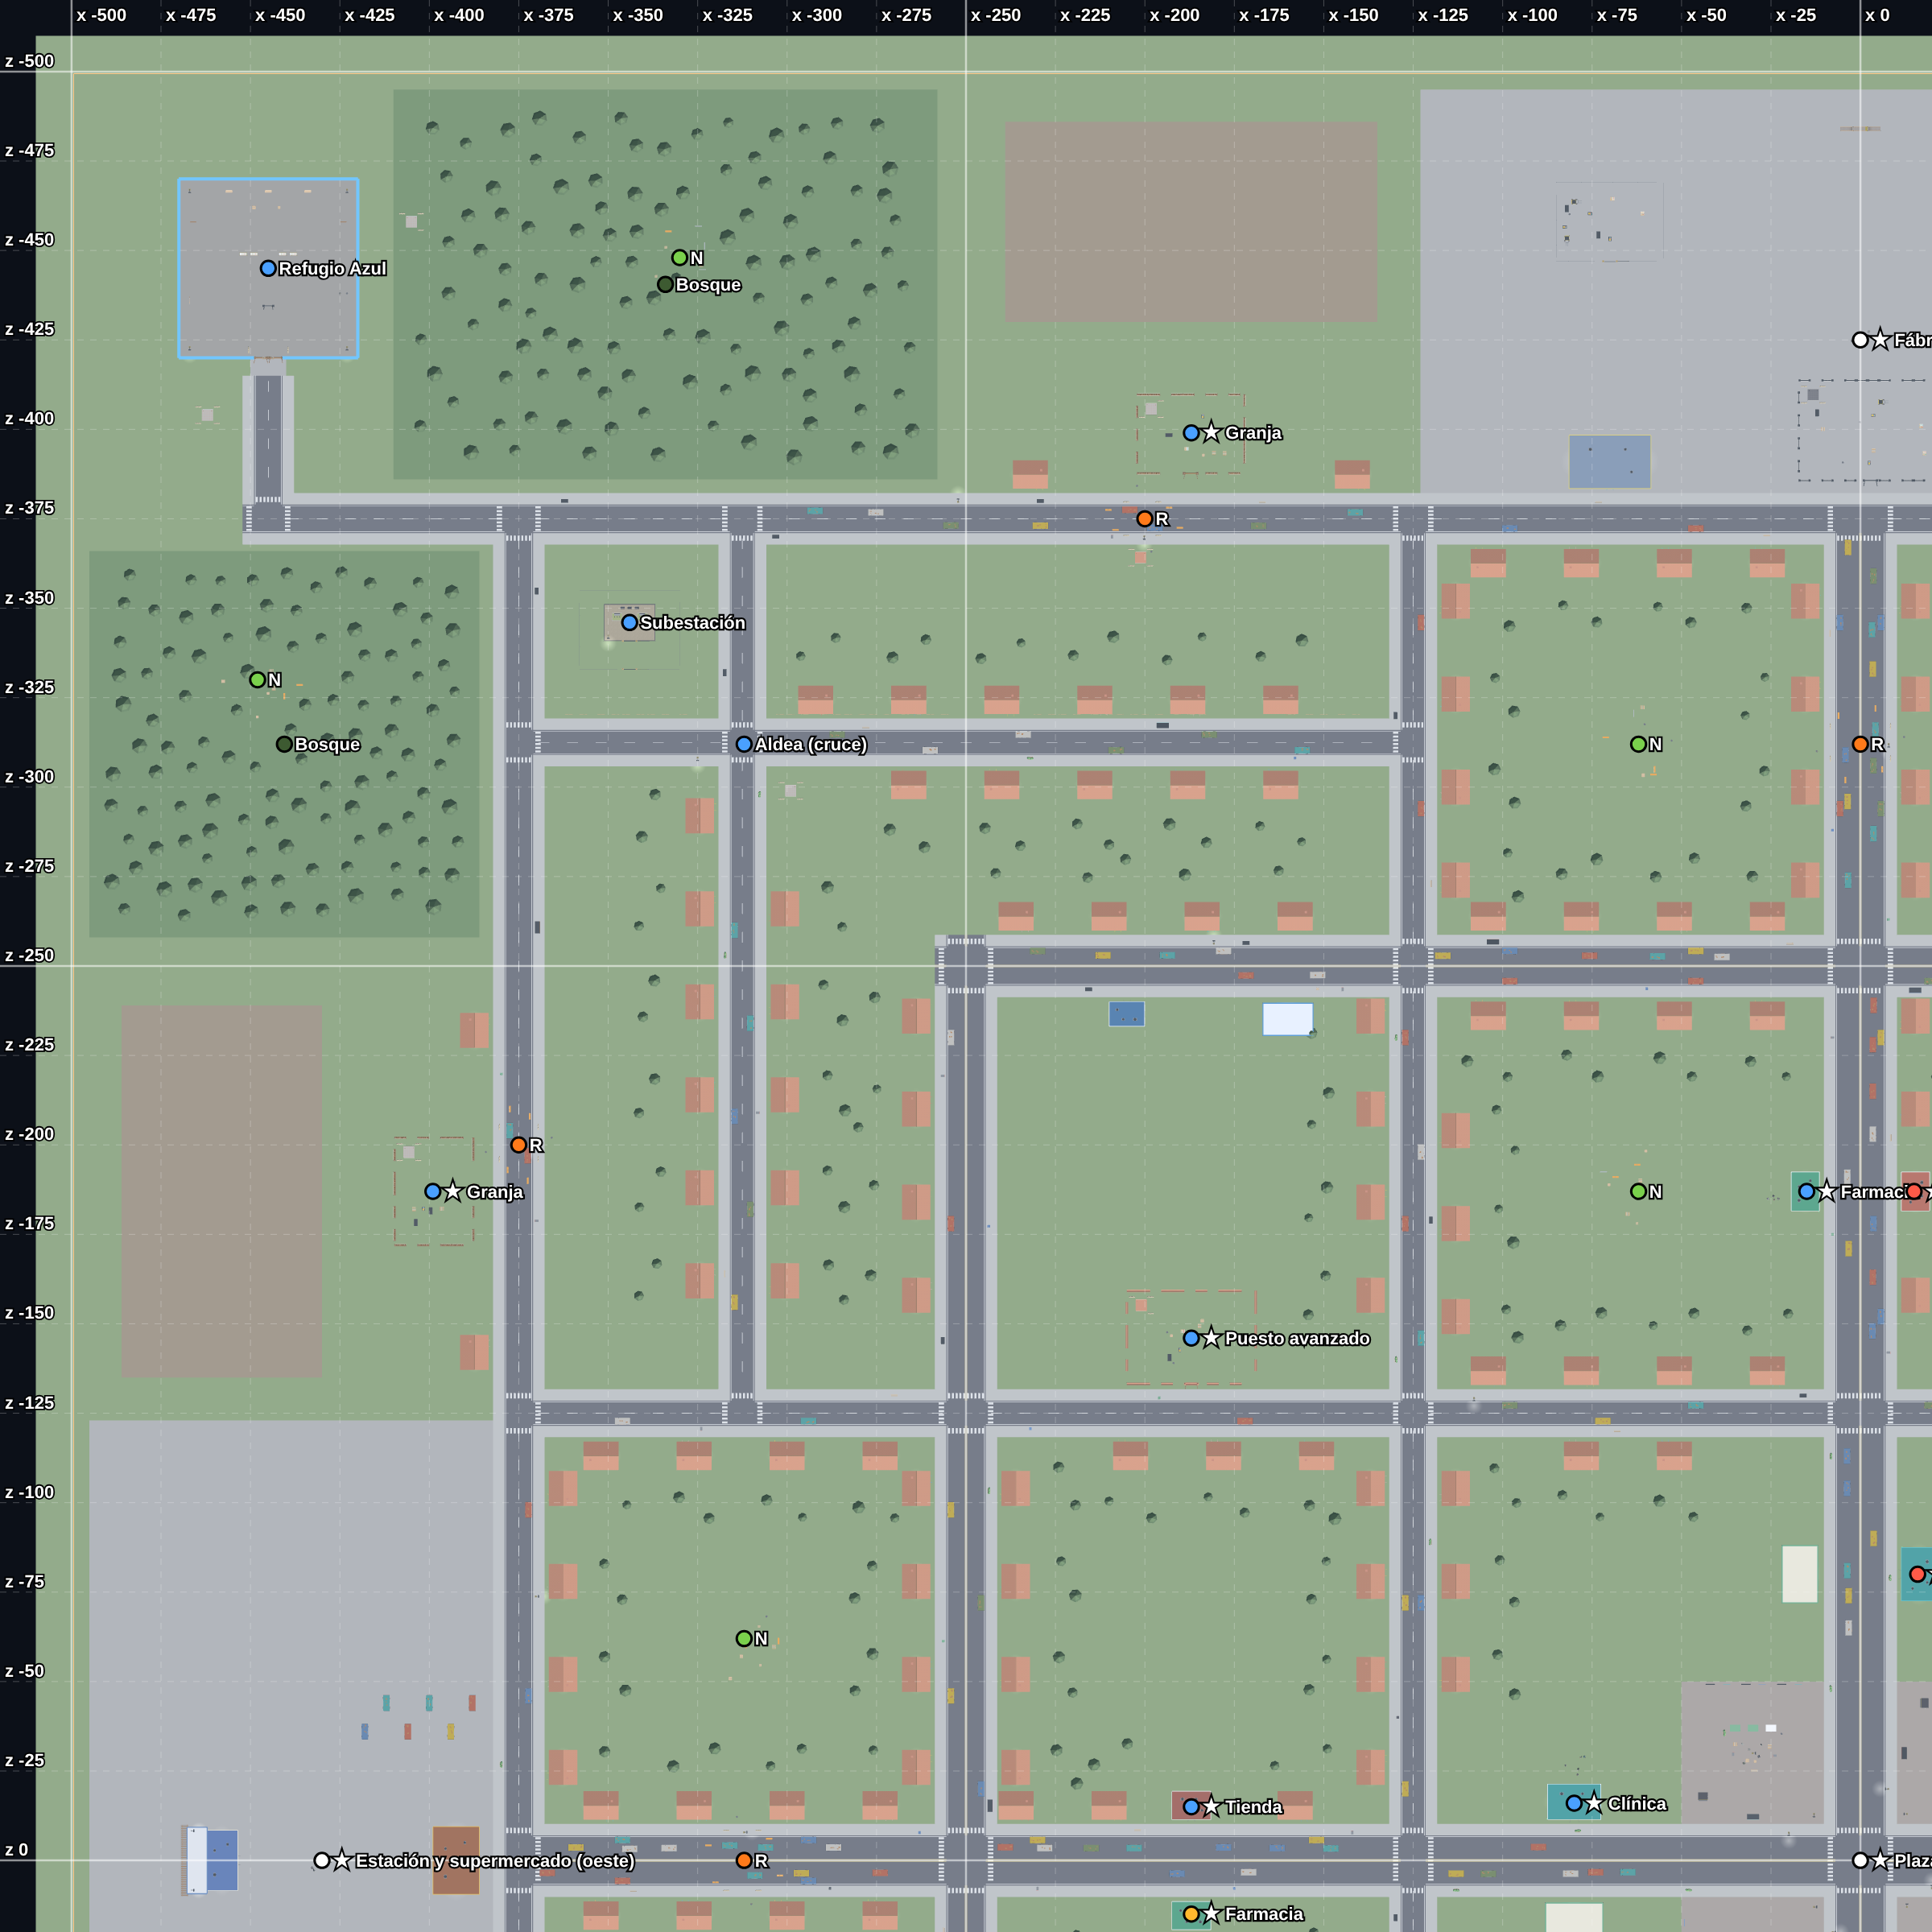 x -500 x -475 x -450 x -425 x -400 x -375 x -350 x -325 x -300 x -275 x -250 x -225 x -200 x -175 x -150 x -125 x -100 x -75 x -50 x -25 x 0
z -500
z -475
z -450
N
Refugio Azul
Bosque
z -425
Fábr
z -400
Granja
z -375
R
z -350
Subestación
z -325
N
Bosque
Aldea (cruce)
N
R
z -300
z -275
z -250
z -225
z -200
R
Granja
N
Farmaci
z -175
z -150
Puesto avanzado
z -125
z -100
z -75
N
z -50
z -25
Tienda
Clínica
z 0
Estación y supermercado (oeste)
R
Plaza
Farmacia